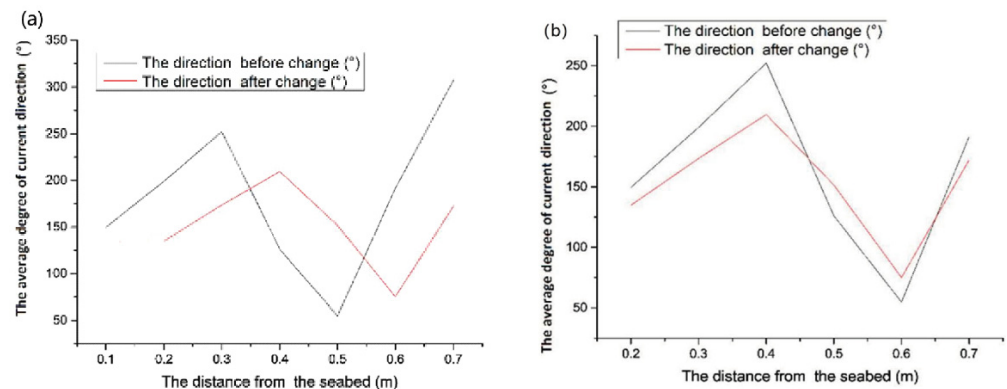 (a)
The direction before change (°)
The direction after change (°)
The average degree of current direction (°)
350
300
250
200
150
100
50
0.1 0.2 0.3 0.4 0.5 0.6 0.7
The distance from the seabed (m)
(b)
The direction before change (°)
The direction after change (°)
The average degree of current direction (°)
250
200
150
100
50
0.2 0.3 0.4 0.5 0.6 0.7
The distance from the seabed (m)